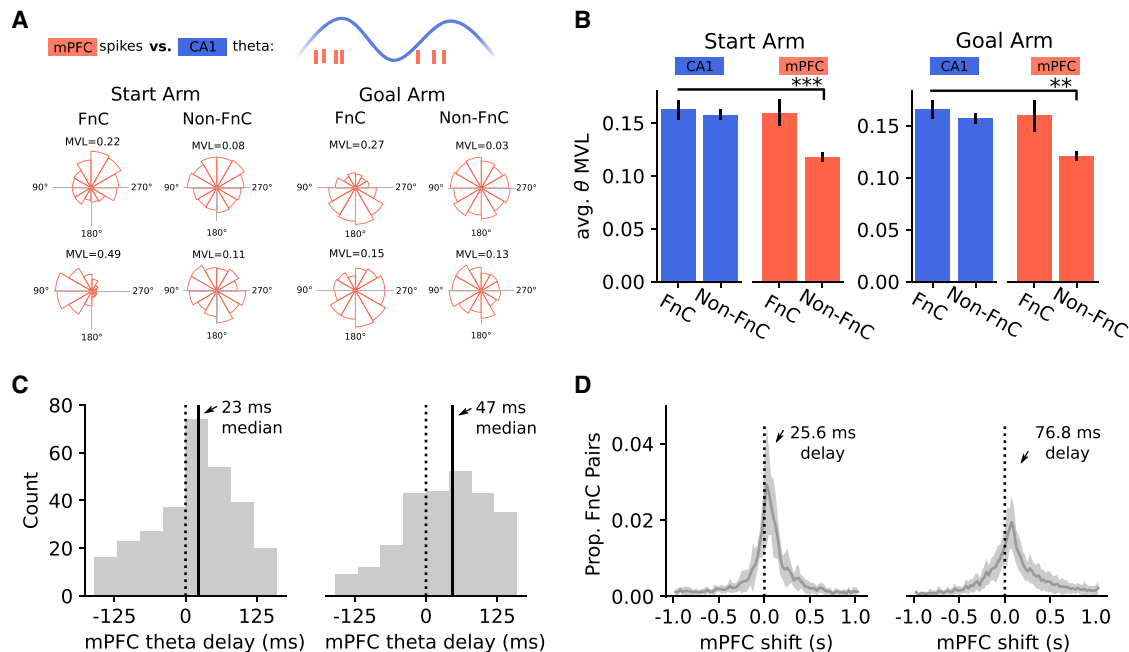 A
mPFC spikes vs. CA1 theta:
Start Arm
Goal Arm
FnC
Non-FnC
FnC
Non-FnC
MVL=0.22
MVL=0.08
MVL=0.27
MVL=0.03
90°
270°
90°
270°
90°
270°
90°
270°
180°
180°
180°
180°
MVL=0.49
MVL=0.11
MVL=0.15
MVL=0.13
90°
270°
90°
270°
90°
270°
90°
270°
180°
180°
180°
180°
B
Start Arm
Goal Arm
CA1
mPFC
CA1
mPFC
***
**
avg. θ MVL
0.15
0.10
0.05
0.00
0.15
0.10
0.05
0.00
FnC
Non-FnC
FnC
Non-FnC
FnC
Non-FnC
FnC
Non-FnC
C
Count
80
60
40
20
0
23 ms
median
47 ms
median
-125
0
125
-125
0
125
mPFC theta delay (ms)
mPFC theta delay (ms)
D
Prop. FnC Pairs
0.04
0.02
0.00
25.6 ms
delay
76.8 ms
delay
-1.0
-0.5
0.0
0.5
1.0
-1.0
-0.5
0.0
0.5
1.0
mPFC shift (s)
mPFC shift (s)